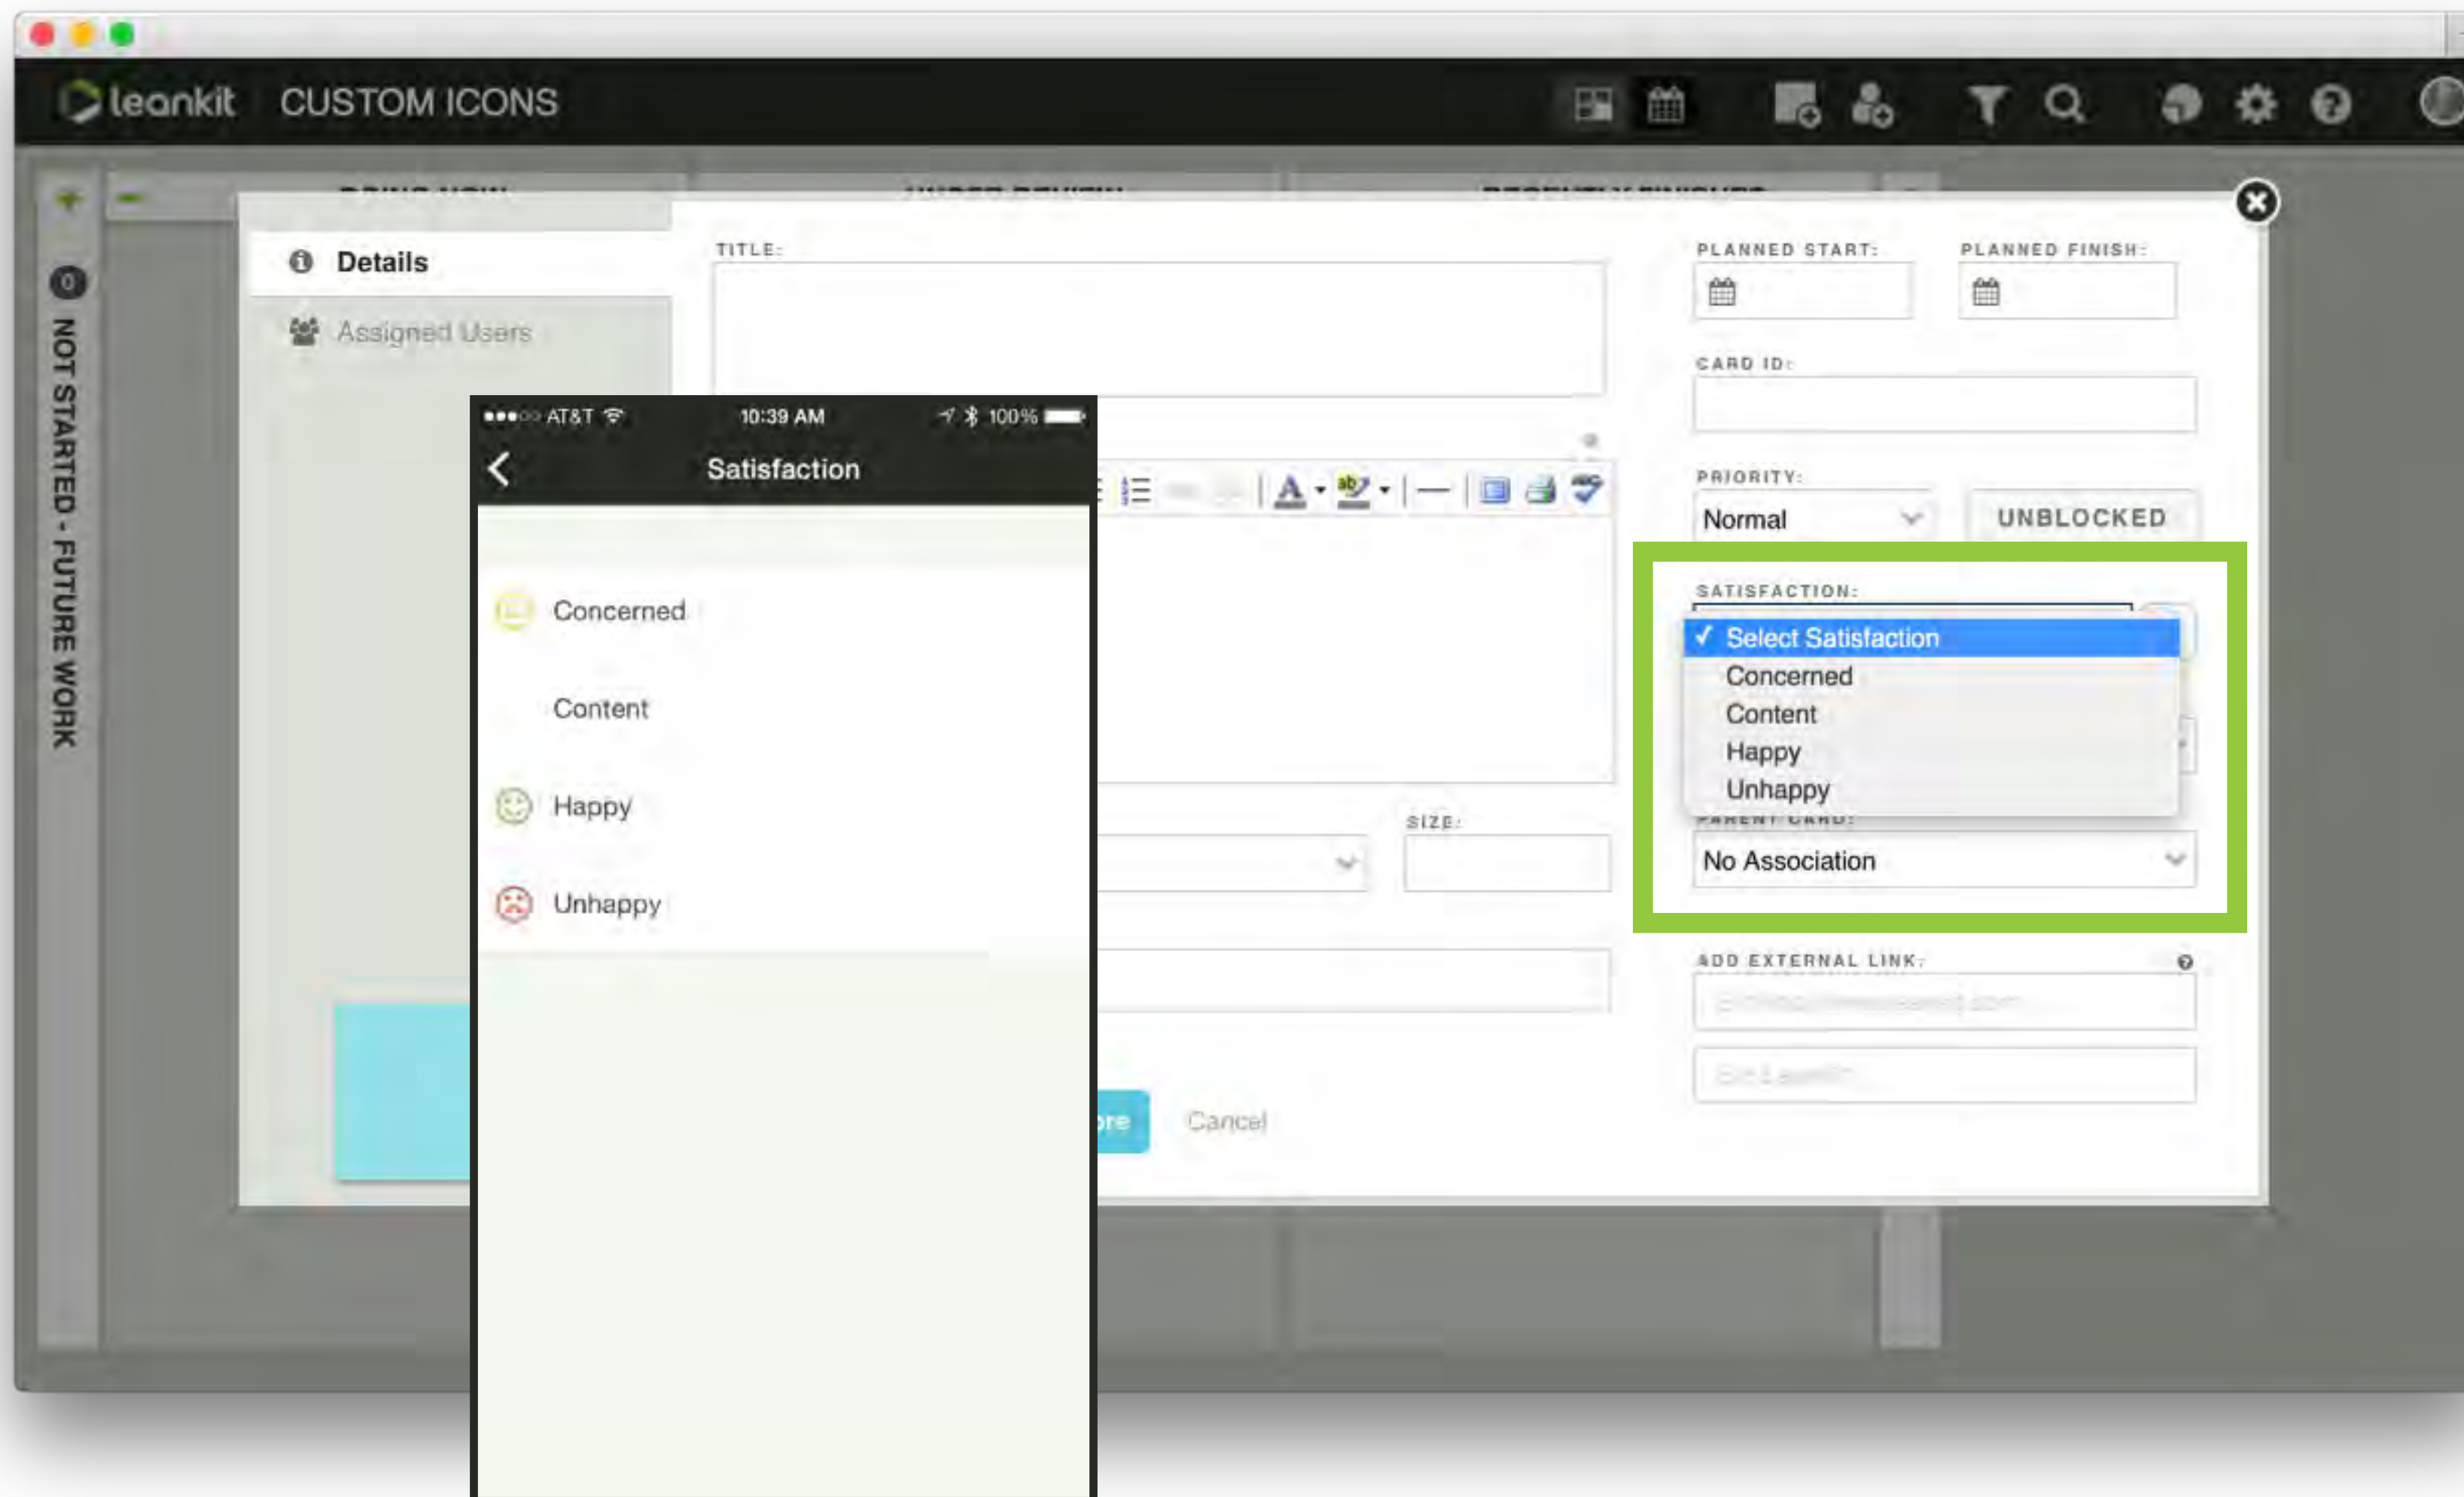 leankit CUSTOM ICONS
0 NOT STARTED - FUTURE WORK
Details
Assigned Users
TITLE:
SIZE:
Cancel
PLANNED START:
PLANNED FINISH:
CARD ID:
PRIORITY:
Normal
UNBLOCKED
SATISFACTION:
✓ Select Satisfaction
Concerned
Content
Happy
Unhappy
PARENT CARD:
No Association
ADD EXTERNAL LINK:
AT&T 10:39 AM 100%
Satisfaction
Concerned
Content
Happy
Unhappy